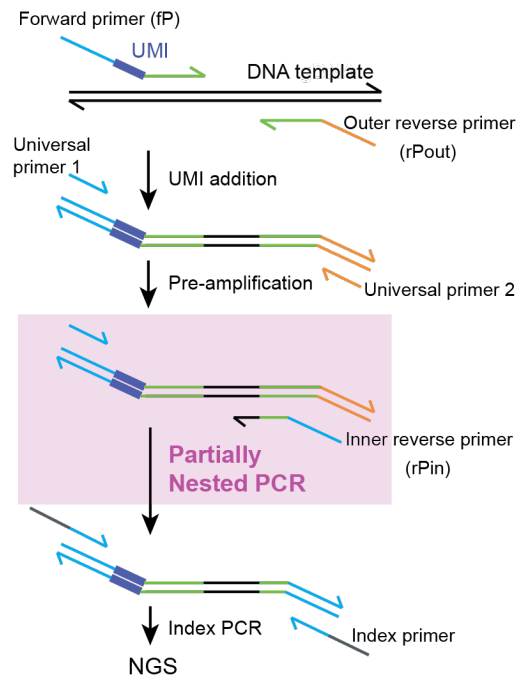 Forward primer (fP)
UMI
DNA template
Outer reverse primer
(rPout)
Universal
primer 1
UMI addition
Pre-amplification
Universal primer 2
Inner reverse primer
(rPin)
Partially
Nested PCR
Index PCR
Index primer
NGS